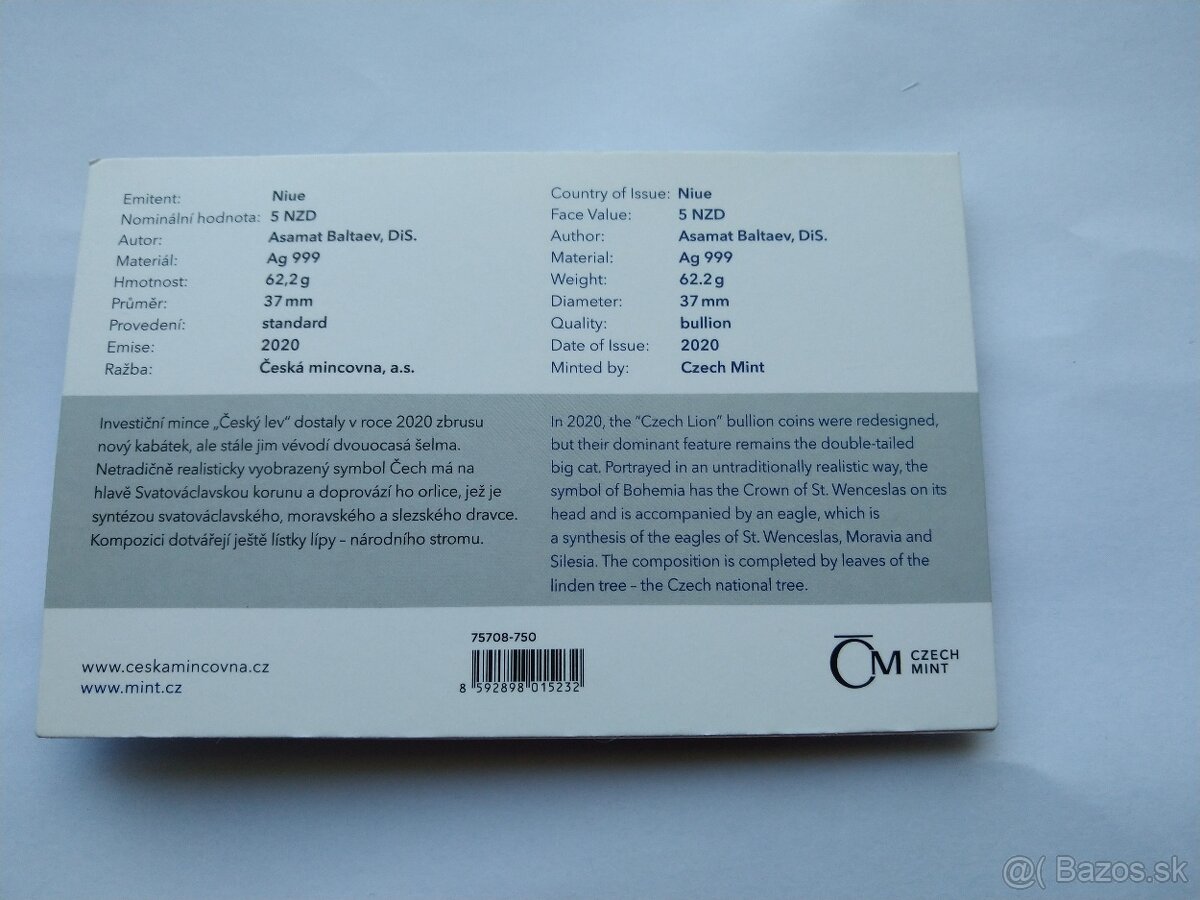 Emitent: Niue
Nominální hodnota: 5 NZD
Autor: Asamat Baltaev, DiS.
Materiál: Ag 999
Hmotnost: 62,2 g
Průměr: 37 mm
Provedení: standard
Emise: 2020
Ražba: Česká mincovna, a.s.
Country of Issue: Niue
Face Value: 5 NZD
Author: Asamat Baltaev, DiS.
Material: Ag 999
Weight: 62.2 g
Diameter: 37 mm
Quality: bullion
Date of Issue: 2020
Minted by: Czech Mint
Investiční mince „Český lev“ dostaly v roce 2020 zbrusu
nový kabátek, ale stále jim vévodí dvouocasá šelma.
Netradičně realisticky vyobrazený symbol Čech má na
hlavě Svatováclavskou korunu a doprovází ho orlice, jež je
syntézou svatováclavského, moravského a slezského dravce.
Kompozici dotvářejí ještě lístky lípy – národního stromu.
In 2020, the “Czech Lion” bullion coins were redesigned,
but their dominant feature remains the double-tailed
big cat. Portrayed in an untraditionally realistic way, the
symbol of Bohemia has the Crown of St. Wenceslas on its
head and is accompanied by an eagle, which is
a synthesis of the eagles of St. Wenceslas, Moravia and
Silesia. The composition is completed by leaves of the
linden tree – the Czech national tree.
www.ceskamincovna.cz
www.mint.cz
75708-750
8 592898 015232
ČM CZECH
MINT
@( Bazos.sk